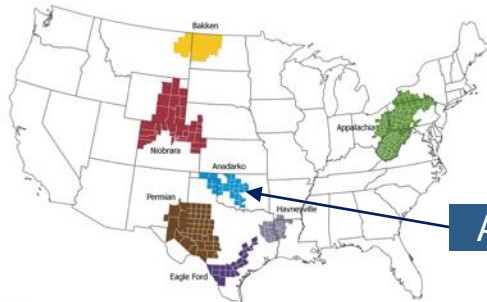 Bakken
Niobrara
Appalachia
Anadarko
Permian
Haynesville
Eagle Ford
A